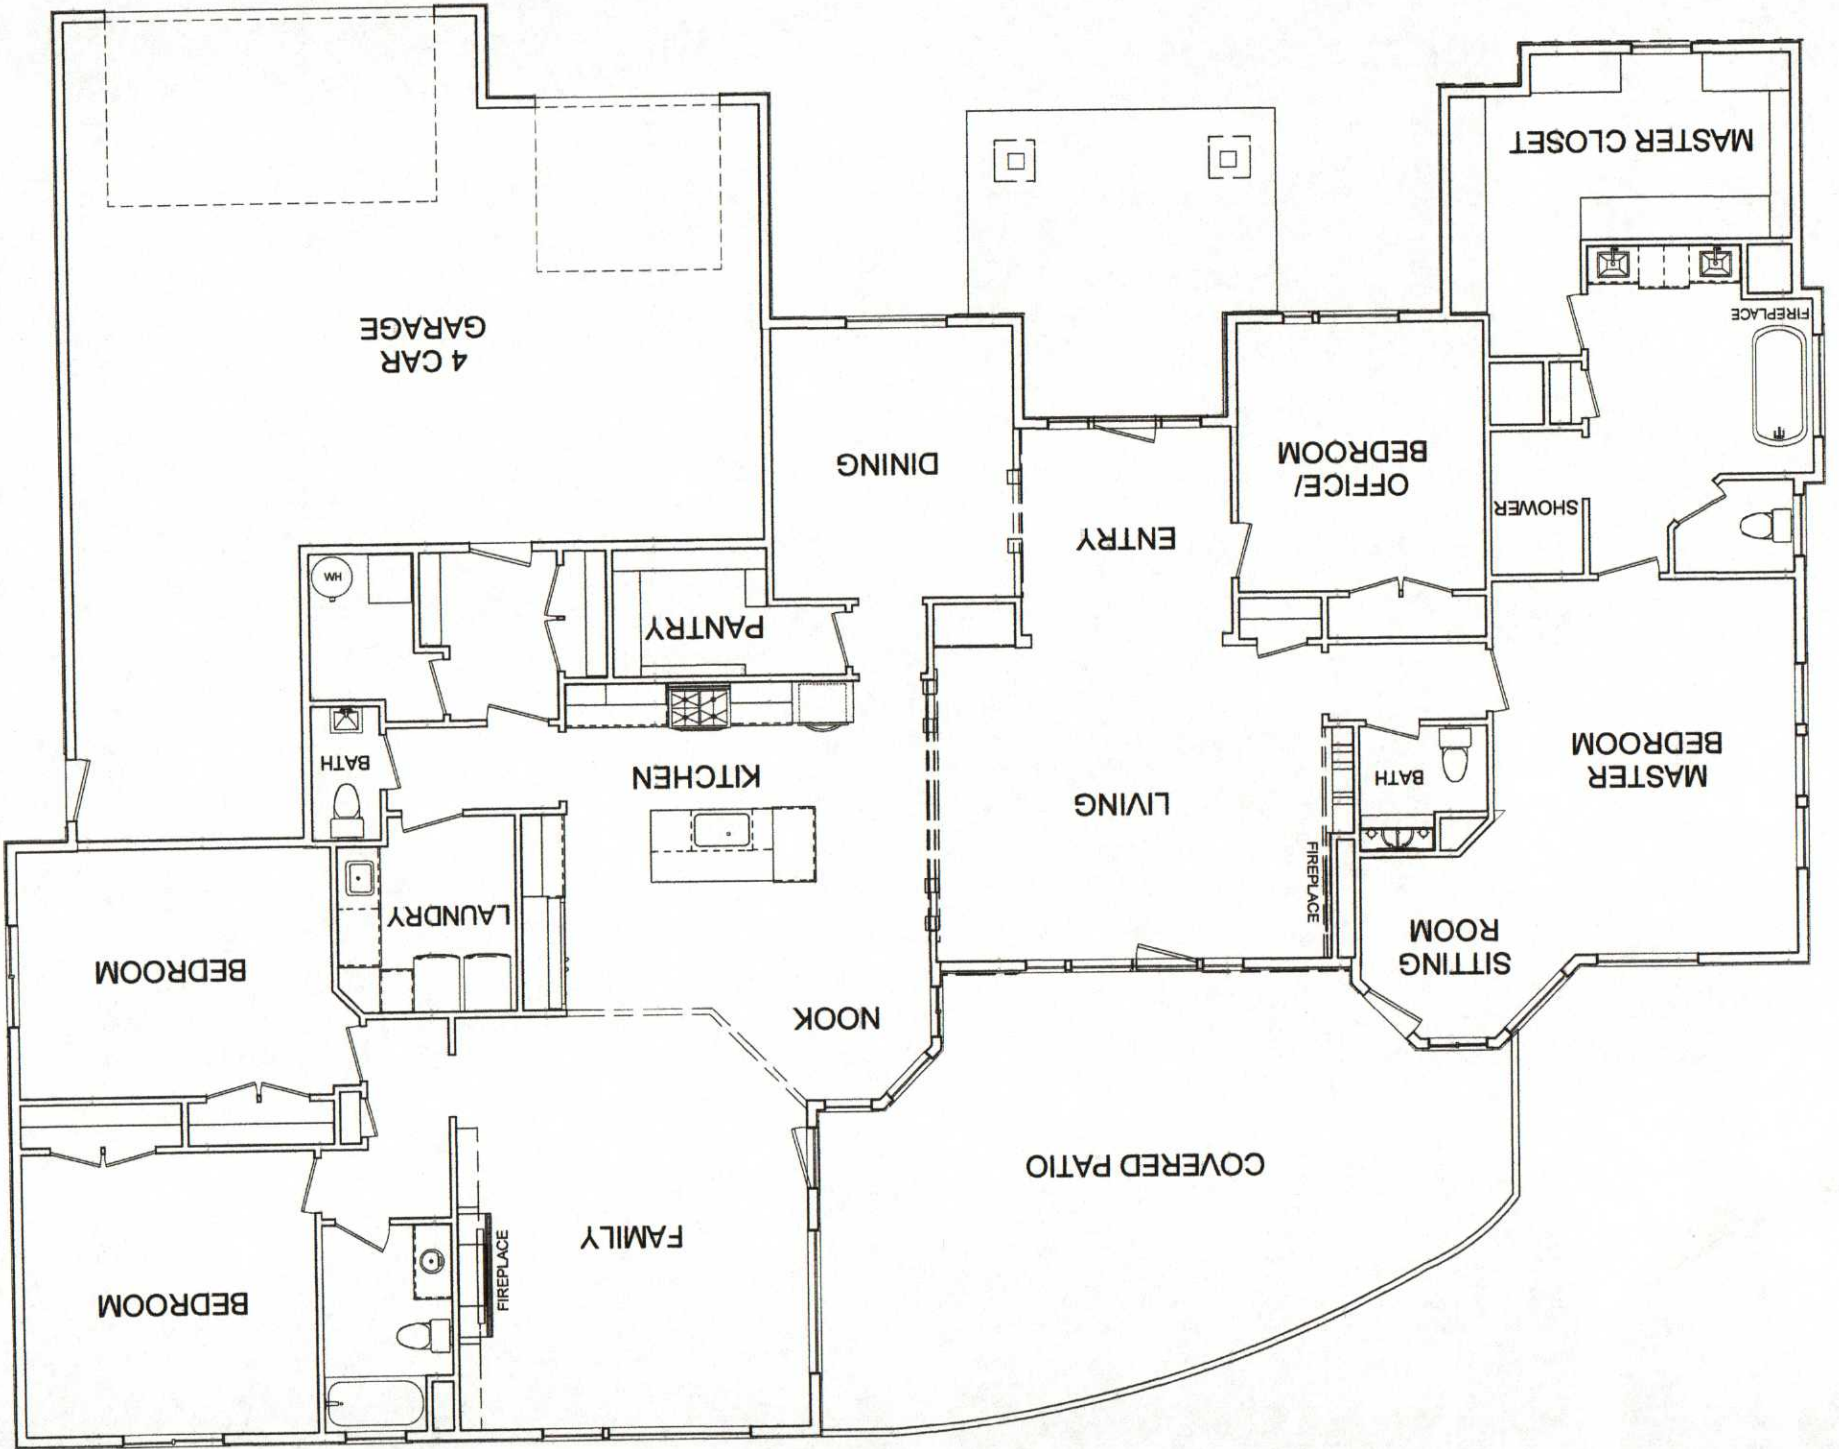 BEDROOM
FIREPLACE
FAMILY
COVERED PATIO
NOOK
SITTING
ROOM
BEDROOM
LAUNDRY
FIREPLACE
LIVING
MASTER
BEDROOM
BATH
KITCHEN
BATH
PANTRY
WH
ENTRY
SHOWER
OFFICE/
BEDROOM
DINING
4 CAR
GARAGE
FIREPLACE
MASTER CLOSET